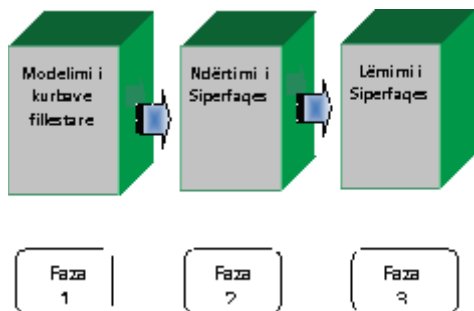 Modelimi i
kurbave
fillestare
Ndërtimi i
Siperfaqes
Lëmimi i
Siperfaqes
Faza
1
Faza
2
Faza
3